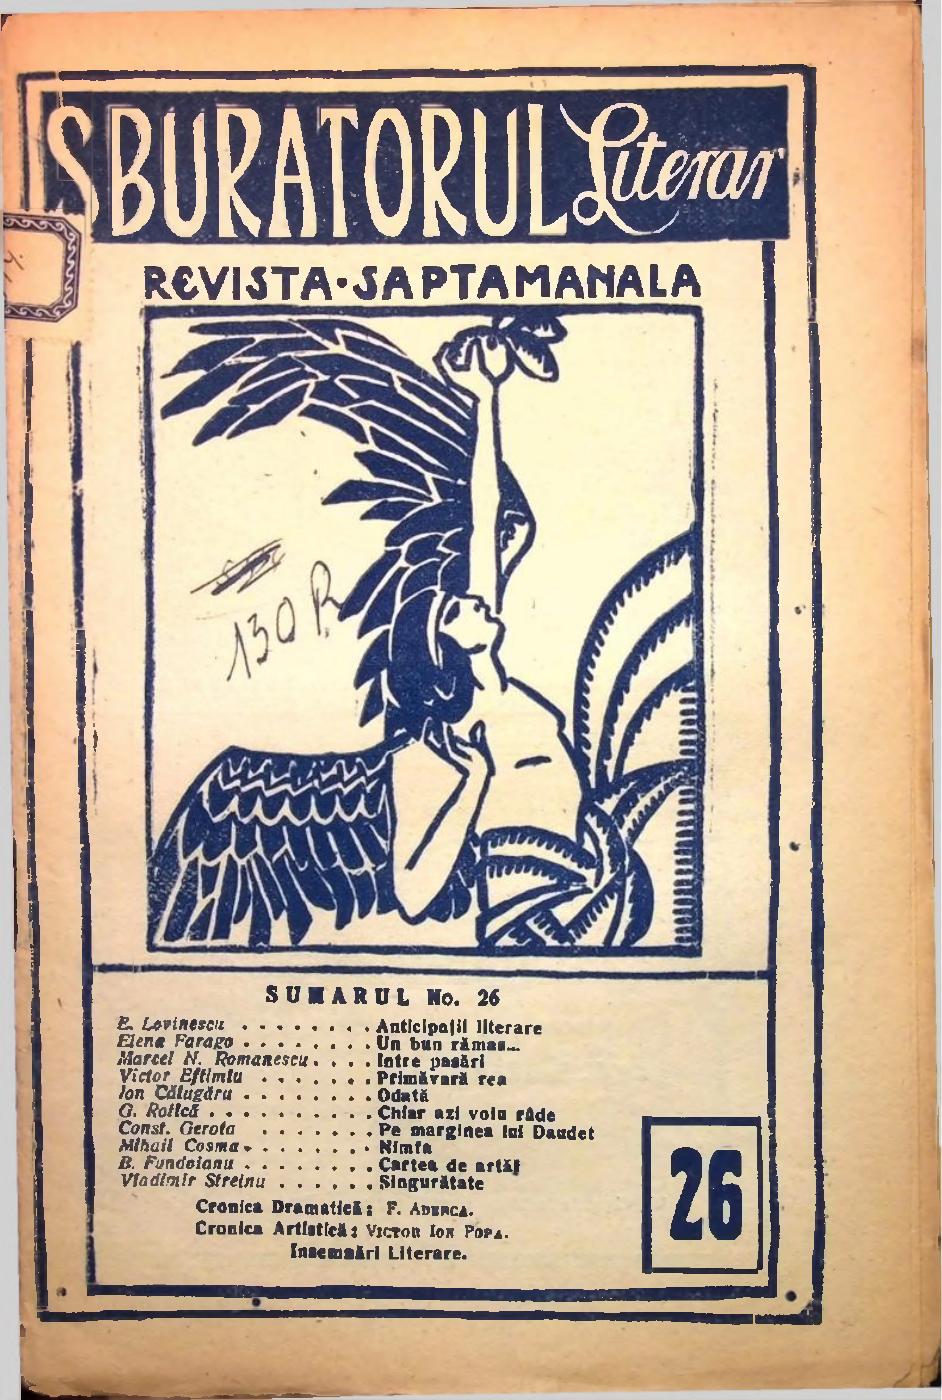 SBURATORUL Literar
REVISTA·SAPTAMANALA
130 R
SUMARUL No. 26
E. Lovinescu . . . . . . . . Anticipații literare
Elena Farago . . . . . . . . Un bun rămas...
Marcel N. Romanescu . . . . Intre pasări
Victor Eftimiu . . . . . . . Primăvară rea
Ion Călugăru . . . . . . . . Odată
G. Rotică . . . . . . . . . . Chiar azi voiu râde
Const. Gerota . . . . . . . Pe marginea lui Daudet
Mihail Cosma . . . . . . . . Nimfa
B. Fundoianu . . . . . . . . Cartea de artă
Vladimir Streinu . . . . . . Singurătate
Cronica Dramatică: F. ADERCA.
Cronica Artistică: VICTOR ION POPA.
Insemnări Literare.
26